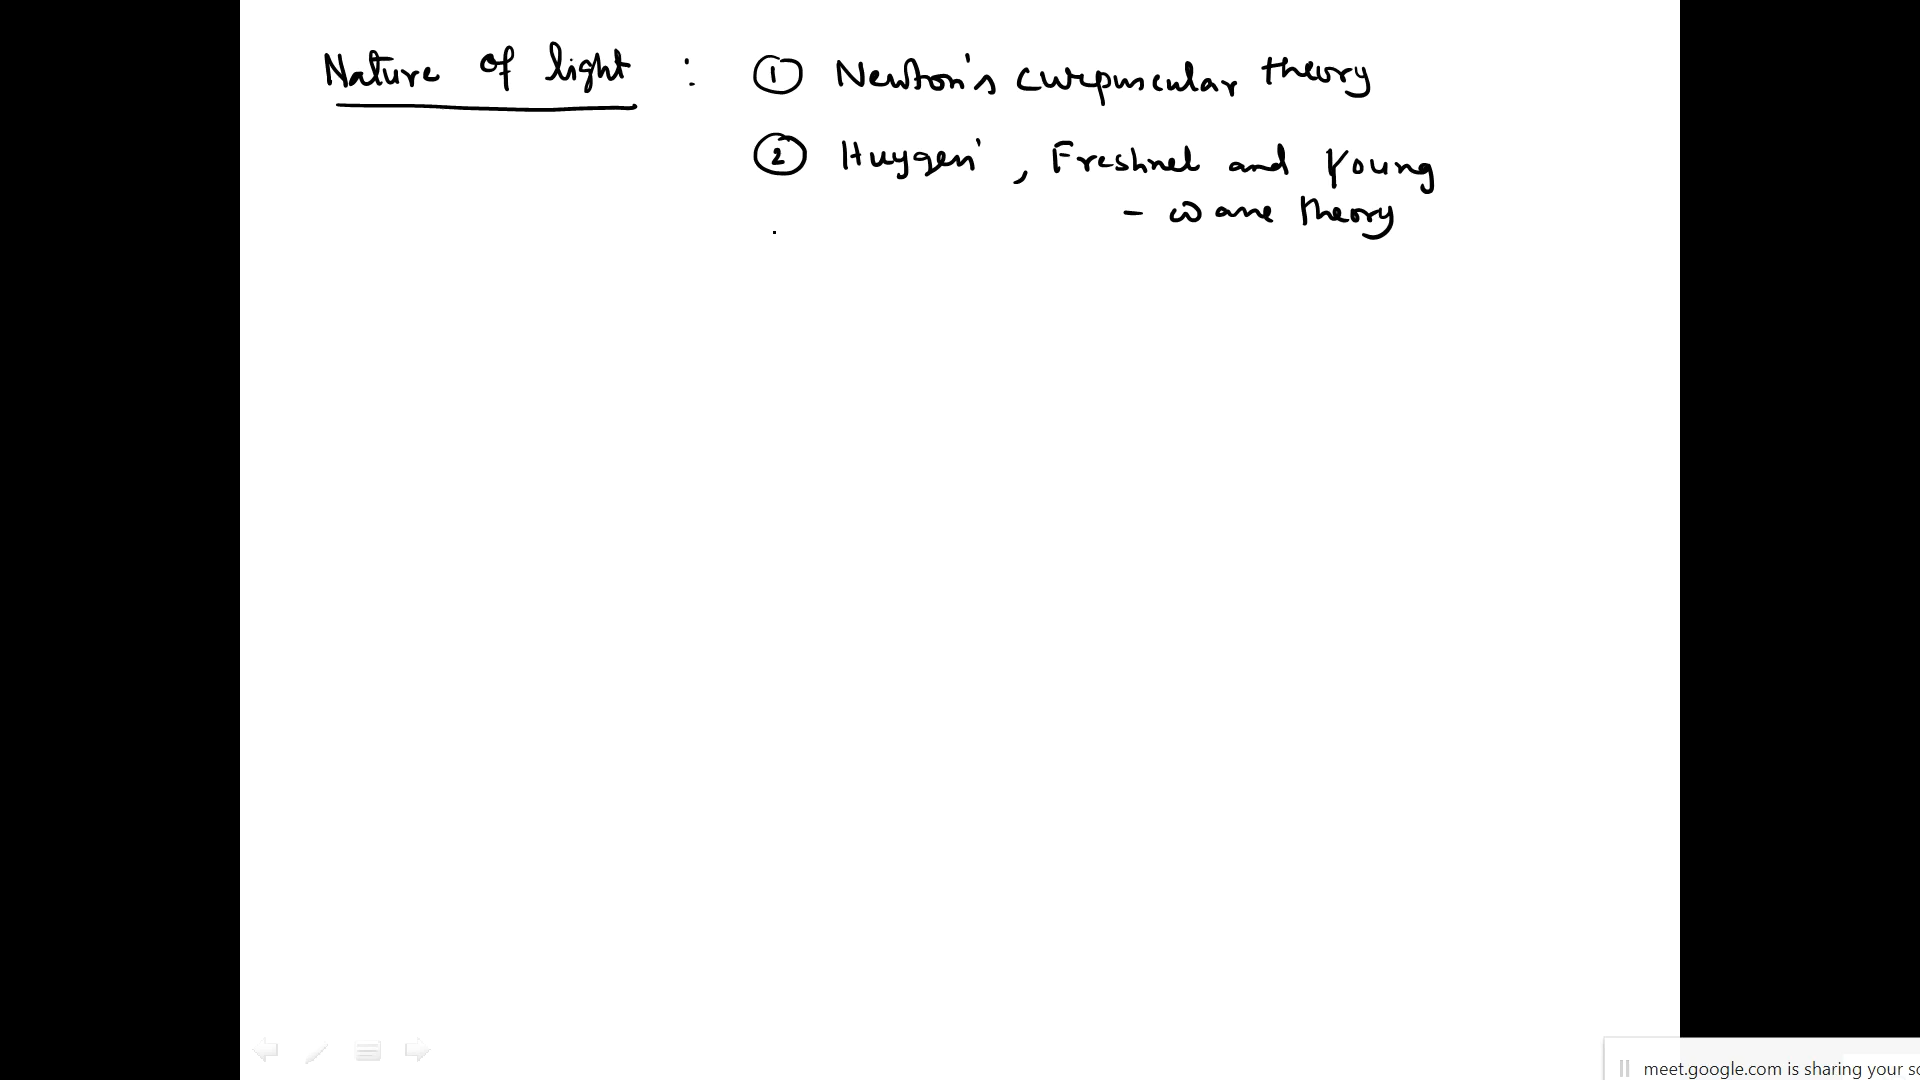 Nature of light : ① Newton's curpuscular theory
② Huygen', Freshnel and Young
- wave theory
meet.google.com is sharing your sc